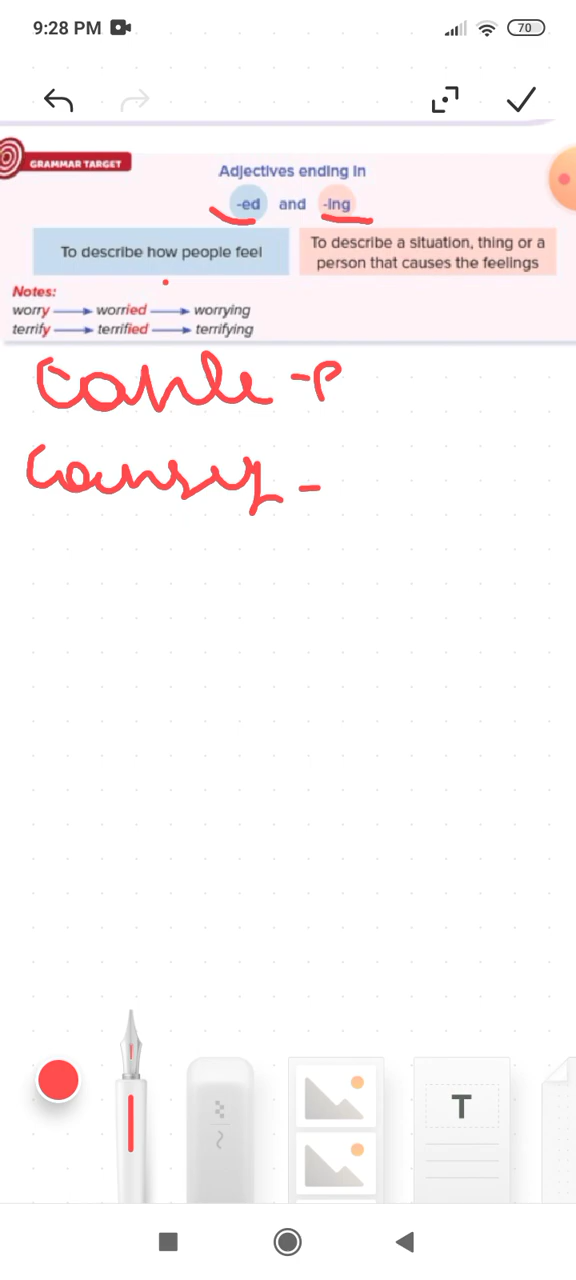 9:28 PM
70
GRAMMAR TARGET
Adjectives ending in
-ed and -ing
To describe how people feel
To describe a situation, thing or a
person that causes the feelings
Notes:
worry worried worrying
terrify terrified terrifying
-P
-
T